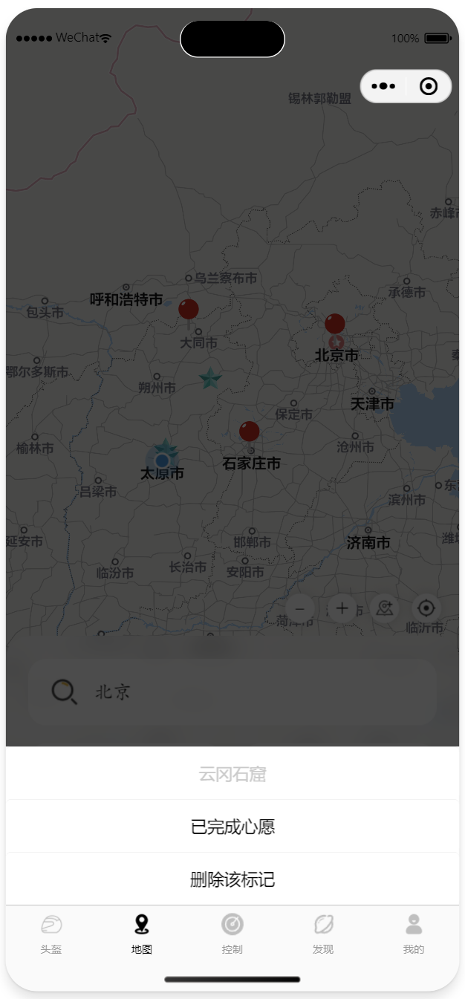 WeChat
100%
锡林郭勒盟
赤峰
乌兰察布市
承德市
呼和浩特市
包头市
大同市
北京市
鄂尔多斯市
朔州市
天津市
保定市
榆林市
沧州市
石家庄市
太原市
吕梁市
东
滨州市
延安市
邯郸市
济南市
潍
长治市
临汾市
安阳市
菏泽市
市
临沂市
北京
云冈石窟
已完成心愿
删除该标记
头盔 地图 控制 发现 我的